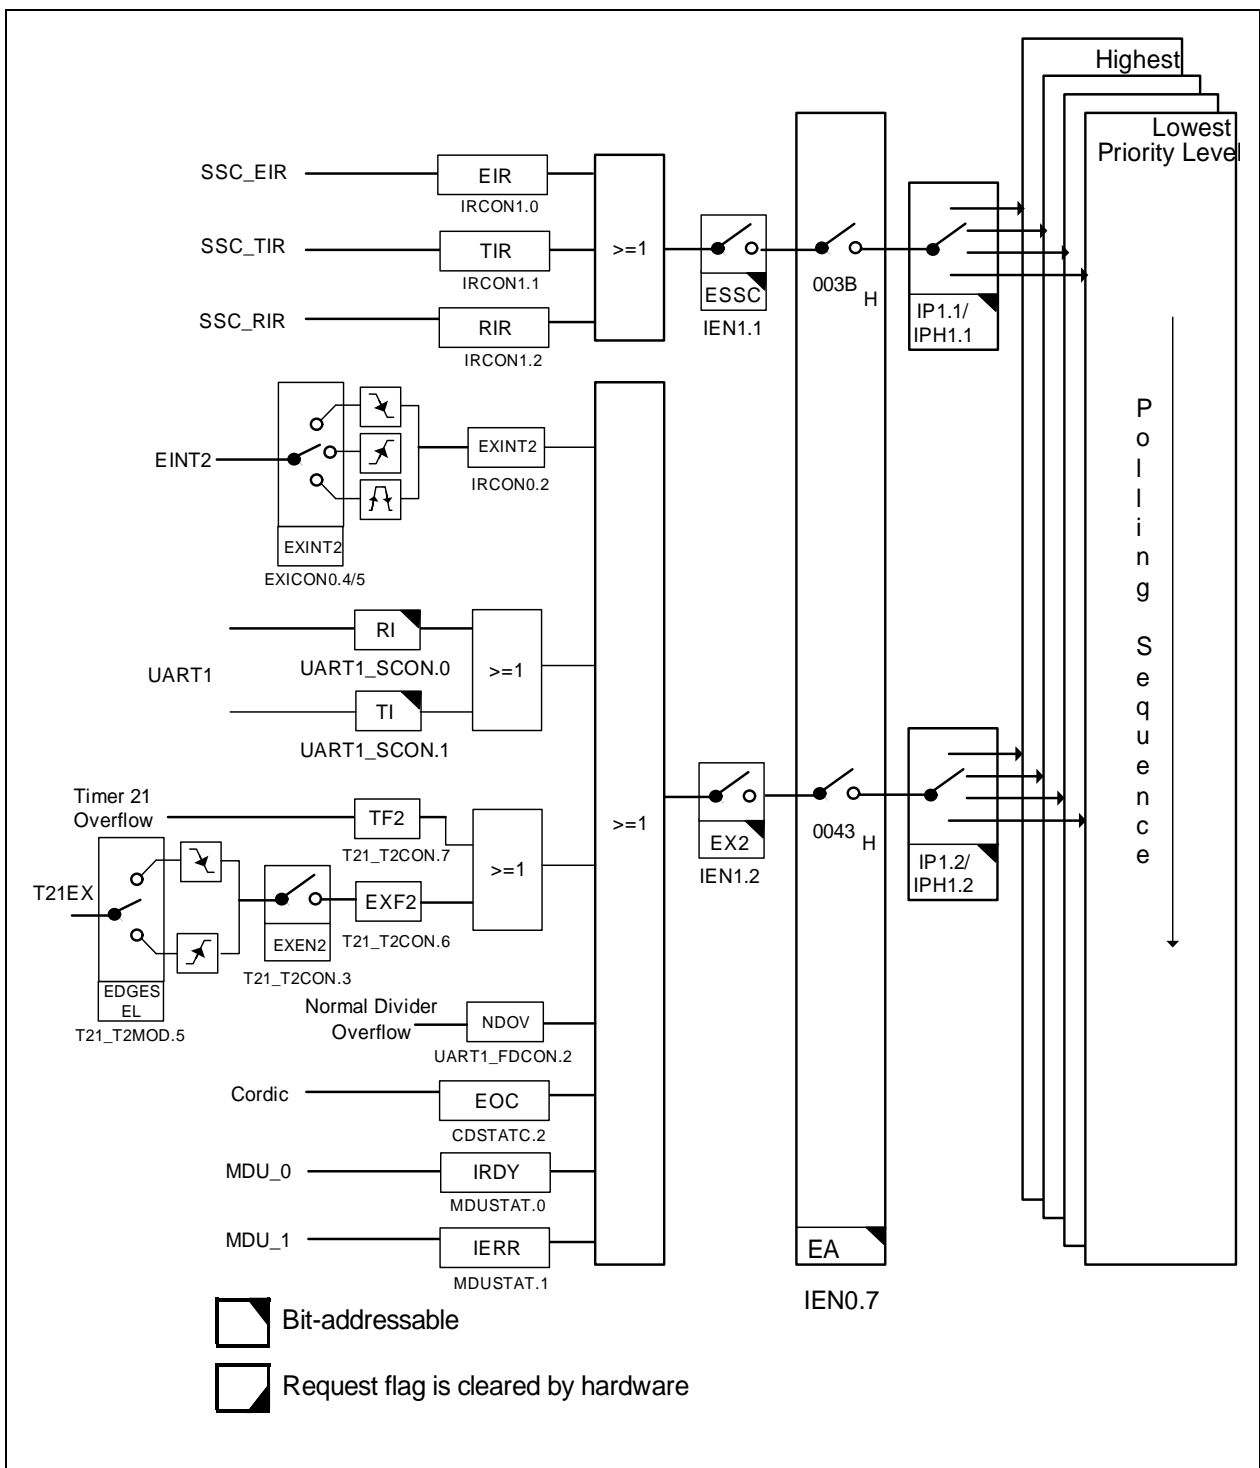 Highest
Lowest
Priority Level
SSC_EIR
EIR
IRCON1.0
SSC_TIR
TIR
IRCON1.1
SSC_RIR
RIR
IRCON1.2
>=1
ESSC
IEN1.1
003B H
IP1.1/
IPH1.1
EINT2
EXINT2
EXICON0.4/5
EXINT2
IRCON0.2
UART1
RI
UART1_SCON.0
TI
UART1_SCON.1
>=1
Timer 21
Overflow
TF2
T21_T2CON.7
T21EX
EDGES
EL
T21_T2MOD.5
EXEN2
T21_T2CON.3
EXF2
T21_T2CON.6
>=1
Normal Divider
Overflow
NDOV
UART1_FDCON.2
Cordic
EOC
CDSTATC.2
MDU_0
IRDY
MDUSTAT.0
MDU_1
IERR
MDUSTAT.1
>=1
EX2
IEN1.2
0043 H
IP1.2/
IPH1.2
EA
IEN0.7
Polling Sequence
Bit-addressable
Request flag is cleared by hardware